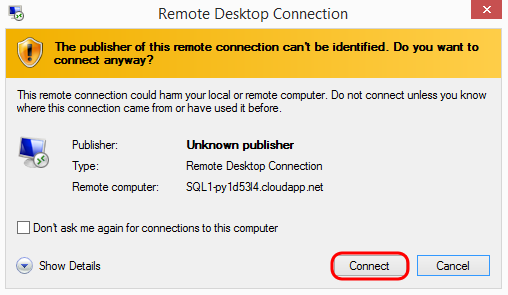 Remote Desktop Connection
The publisher of this remote connection can't be identified. Do you want to
connect anyway?
This remote connection could harm your local or remote computer. Do not connect unless you know
where this connection came from or have used it before.
Publisher: Unknown publisher
Type: Remote Desktop Connection
Remote computer: SQL1-py1d53l4.cloudapp.net
Don't ask me again for connections to this computer
Show Details Connect Cancel